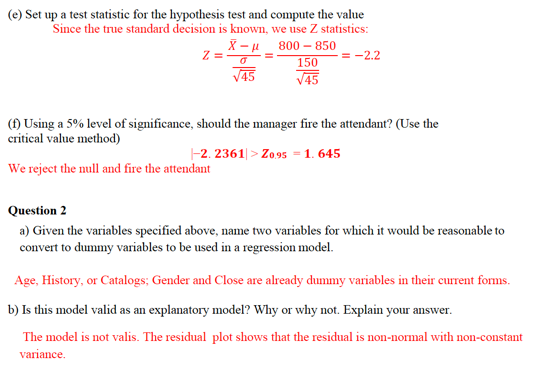 (e) Set up a test statistic for the hypothesis test and compute the value
Since the true standard decision is known, we use Z statistics:
Z = (X̄ − μ) / (σ / √45) = (800 − 850) / (150 / √45) = −2.2
(f) Using a 5% level of significance, should the manager fire the attendant? (Use the
critical value method)
|−2.2361| > Z0.95 = 1.645
We reject the null and fire the attendant
Question 2
a) Given the variables specified above, name two variables for which it would be reasonable to
convert to dummy variables to be used in a regression model.
Age, History, or Catalogs; Gender and Close are already dummy variables in their current forms.
b) Is this model valid as an explanatory model? Why or why not. Explain your answer.
The model is not valis. The residual plot shows that the residual is non-normal with non-constant
variance.